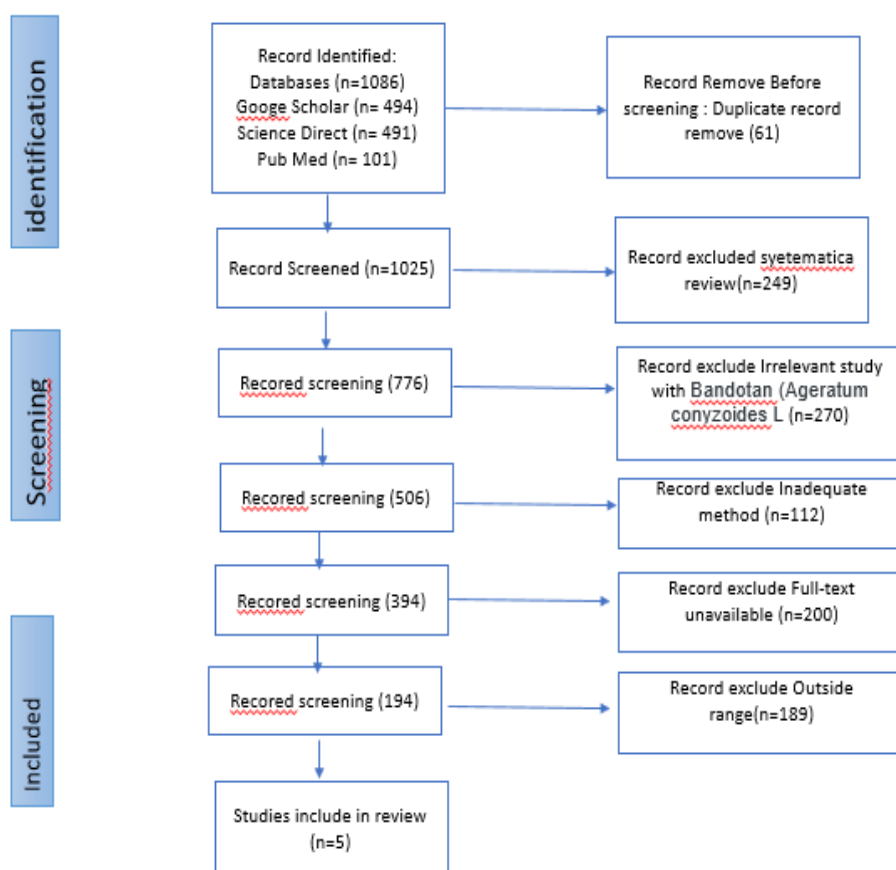 identification
Record Identified:
Databases (n=1086)
Googe Scholar (n= 494)
Science Direct (n= 491)
Pub Med (n= 101)
Record Remove Before
screening : Duplicate record
remove (61)
Record Screened (n=1025)
Record excluded syetematica
review(n=249)
Screening
Recored screening (776)
Record exclude Irrelevant study
with Bandotan (Ageratum
conyzoides L (n=270)
Recored screening (506)
Record exclude Inadequate
method (n=112)
Recored screening (394)
Record exclude Full-text
unavailable (n=200)
Included
Recored screening (194)
Record exclude Outside
range(n=189)
Studies include in review
(n=5)